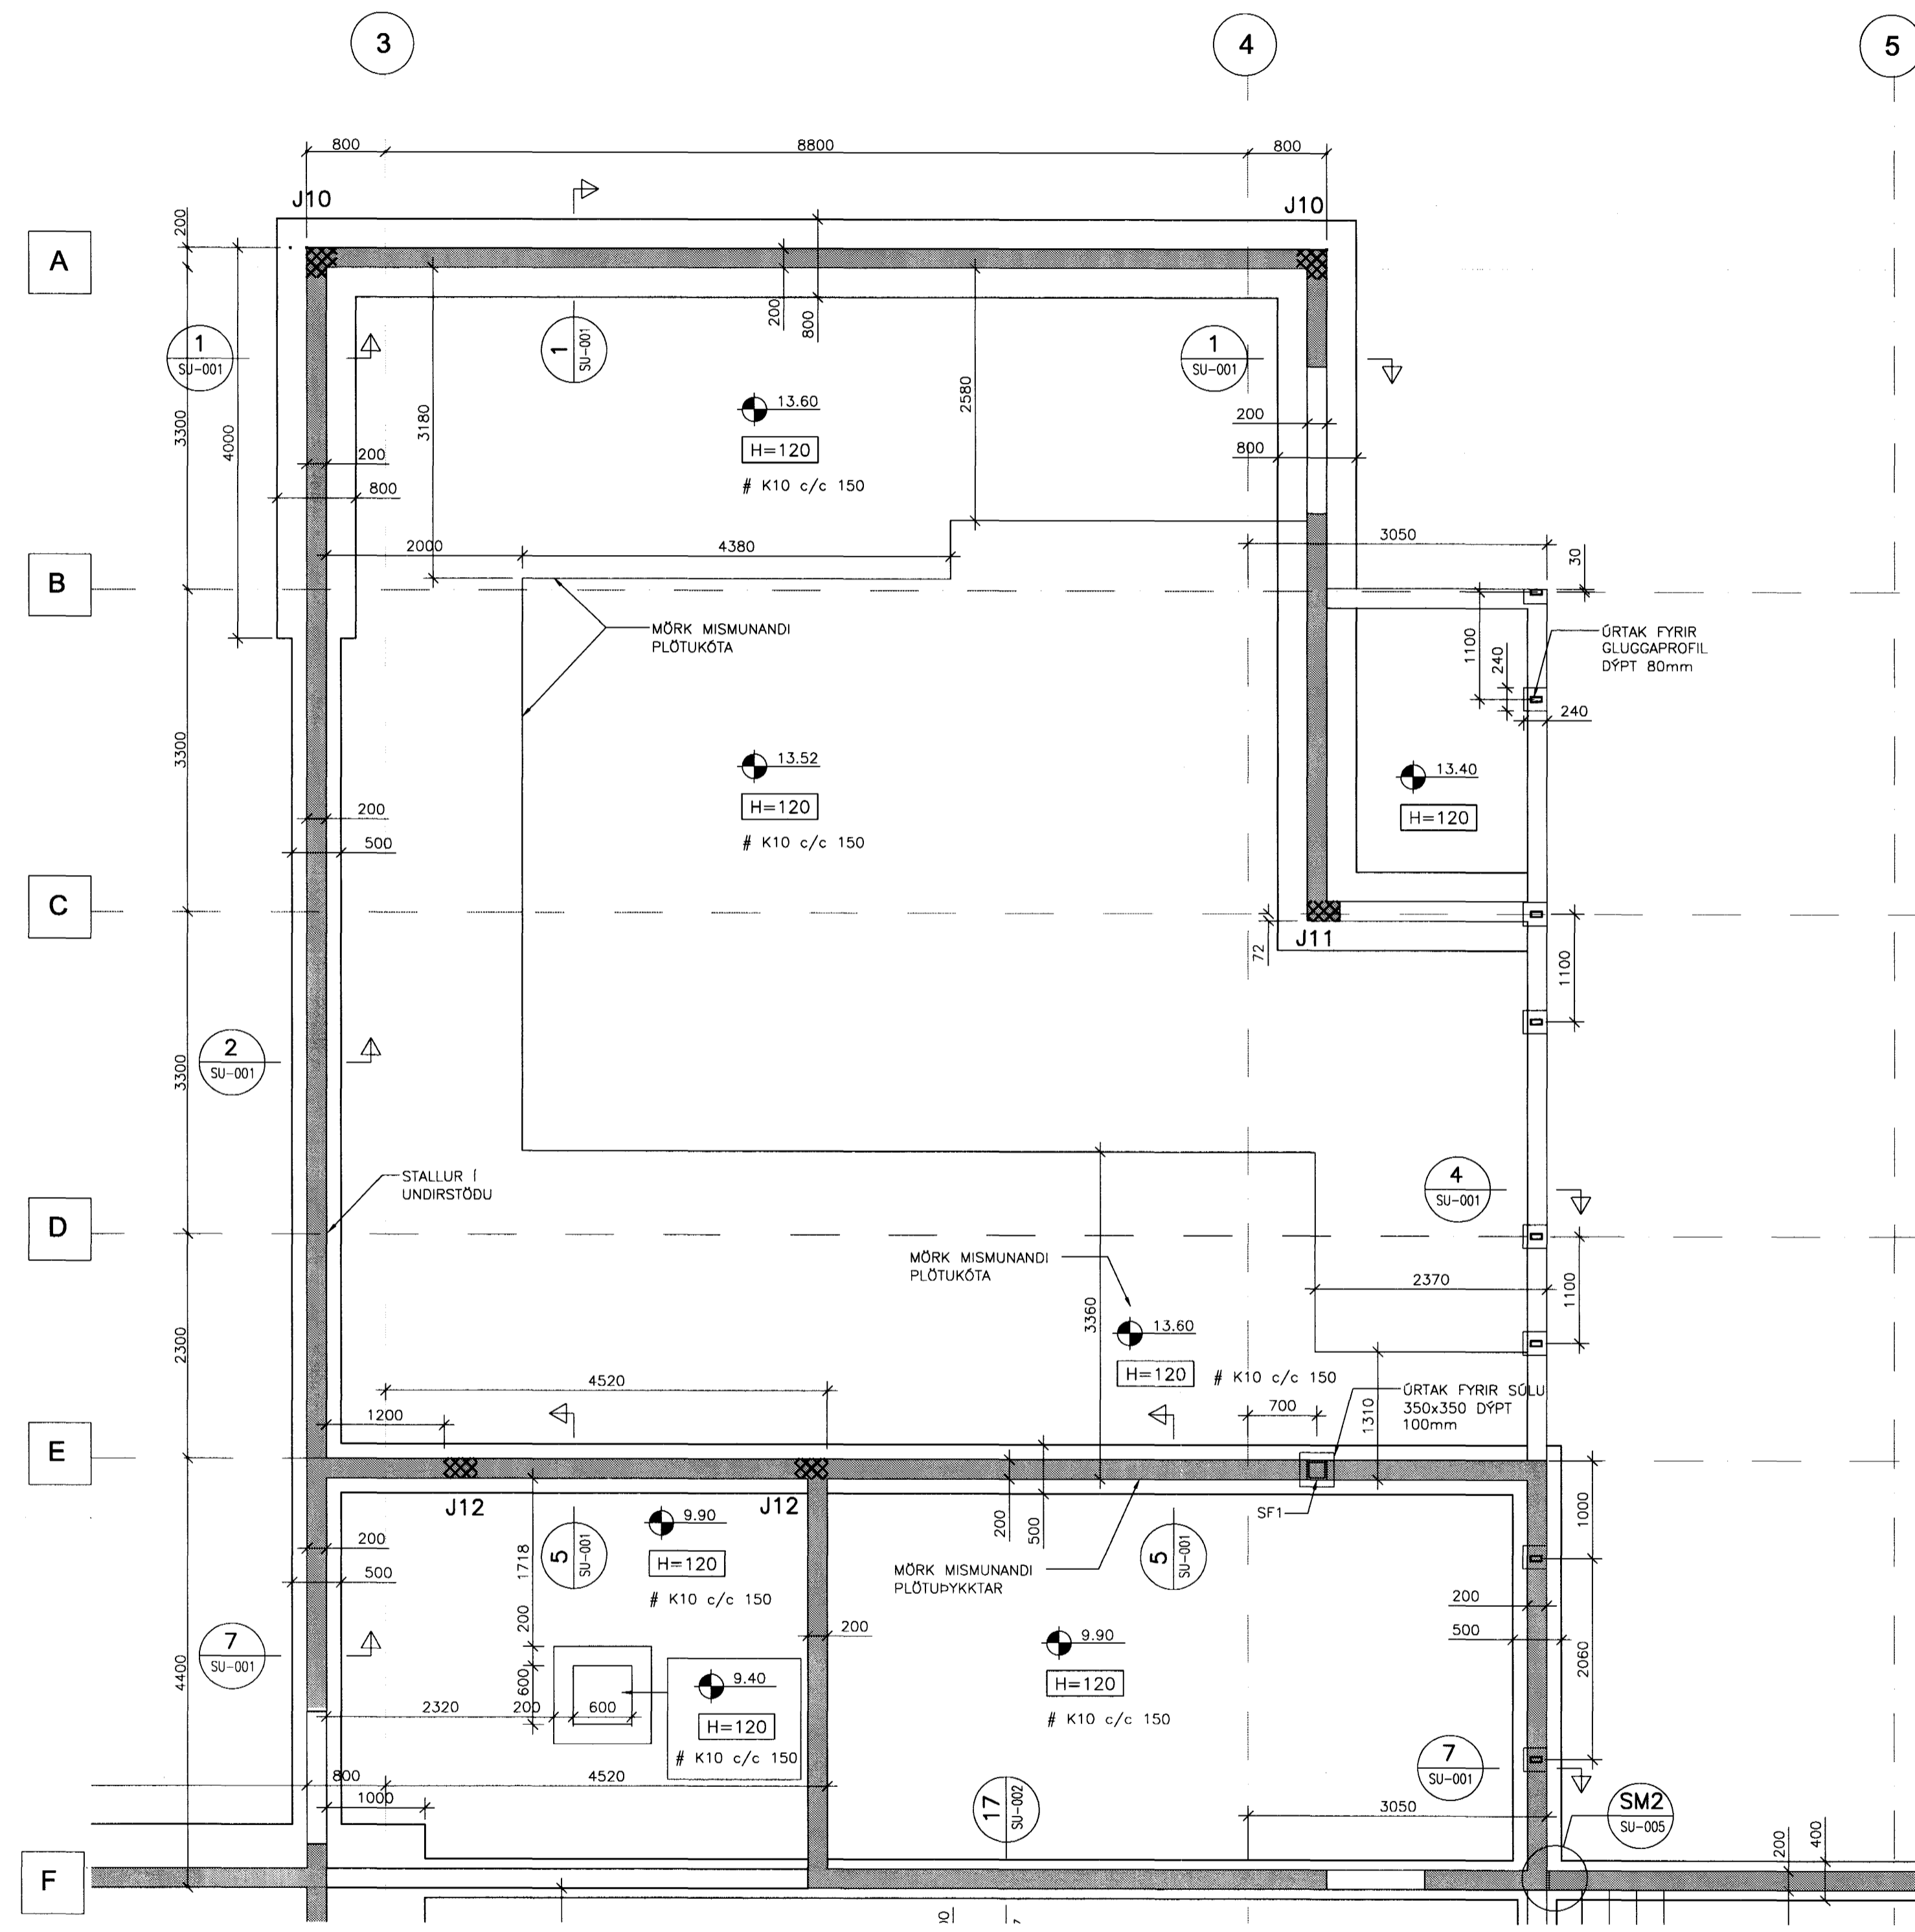 3
4
5
800
8800
800
J10
J10
200
A
1
SU-001
1
SU-001
1
SU-001
200
800
3300
4000
3180
2580
13.60
H=120
# K10 c/c 150
200
800
200
800
2000
4380
3050
30
B
MÖRK MISMUNANDI
PLÖTUKÓTA
1100
240
ÚRTAK FYRIR
GLUGGAPROFIL
DÝPT 80mm
240
3300
13.52
H=120
# K10 c/c 150
13.40
H=120
200
500
C
J11
72
1100
2
SU-001
3300
STALLUR Í
UNDIRSTÖÐU
4
SU-001
D
MÖRK MISMUNANDI
PLÖTUKÓTA
2370
1100
3360
13.60
H=120
# K10 c/c 150
2300
4520
1200
700
1310
ÚRTAK FYRIR SÚLU
350x350 DÝPT
100mm
E
J12
J12
9.90
H=120
# K10 c/c 150
5
SU-001
1718
200
600
200
500
200
500
SF1
MÖRK MISMUNANDI
PLÖTUÞYKKTAR
5
SU-001
1000
200
500
2060
200
9.90
H=120
# K10 c/c 150
7
SU-001
4400
9.40
H=120
# K10 c/c 150
2320
200
600
800
4520
1000
17
SU-002
7
SU-001
3050
SM2
SU-005
200
400
F